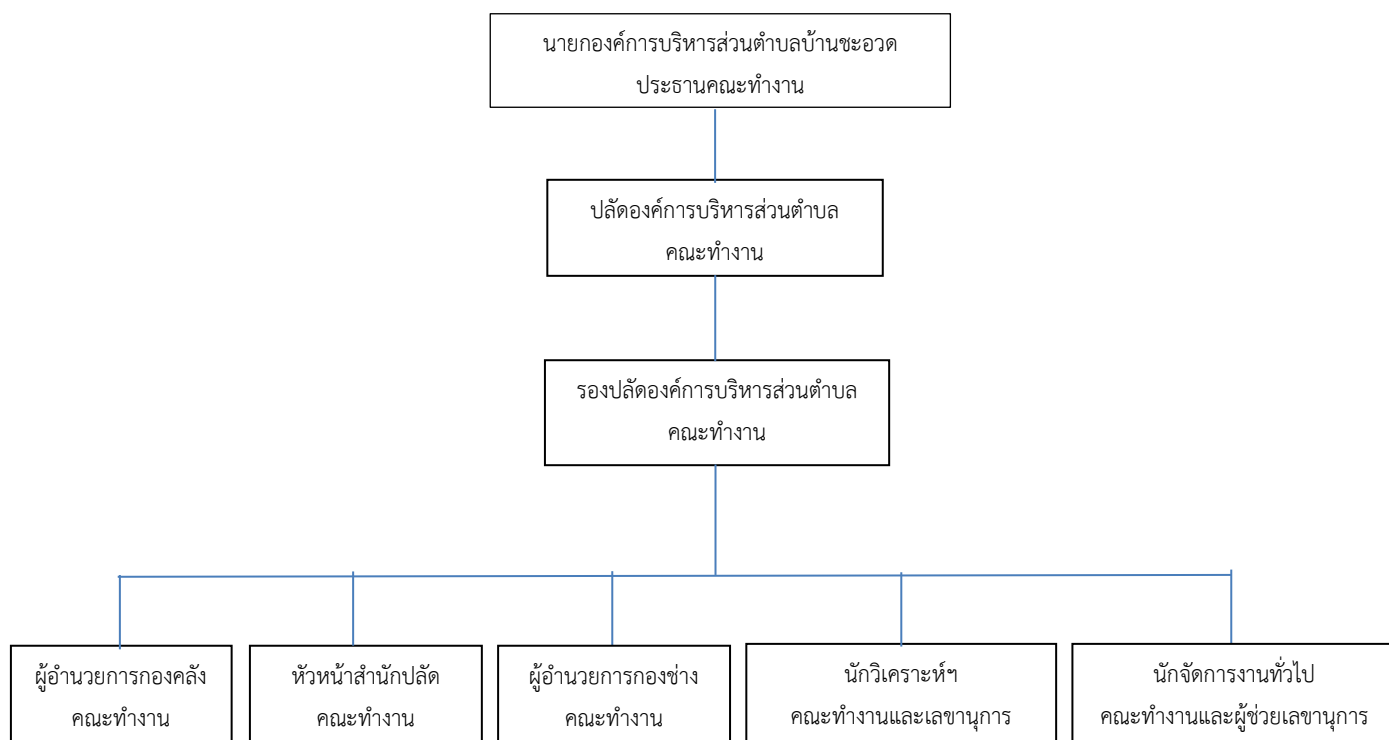 นายกองค์การบริหารส่วนตำบลบ้านชะอวด
ประธานคณะทำงาน
ปลัดองค์การบริหารส่วนตำบล
คณะทำงาน
รองปลัดองค์การบริหารส่วนตำบล
คณะทำงาน
ผู้อำนวยการกองคลัง
คณะทำงาน
หัวหน้าสำนักปลัด
คณะทำงาน
ผู้อำนวยการกองช่าง
คณะทำงาน
นักวิเคราะห์ฯ
คณะทำงานและเลขานุการ
นักจัดการงานทั่วไป
คณะทำงานและผู้ช่วยเลขานุการ